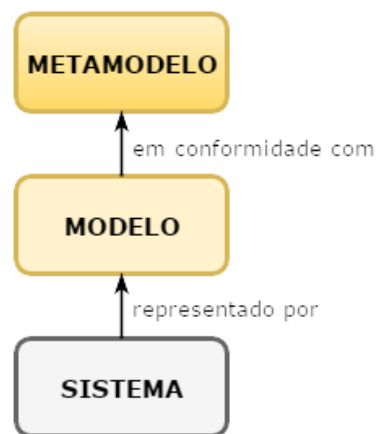 METAMODELO
em conformidade com
MODELO
representado por
SISTEMA